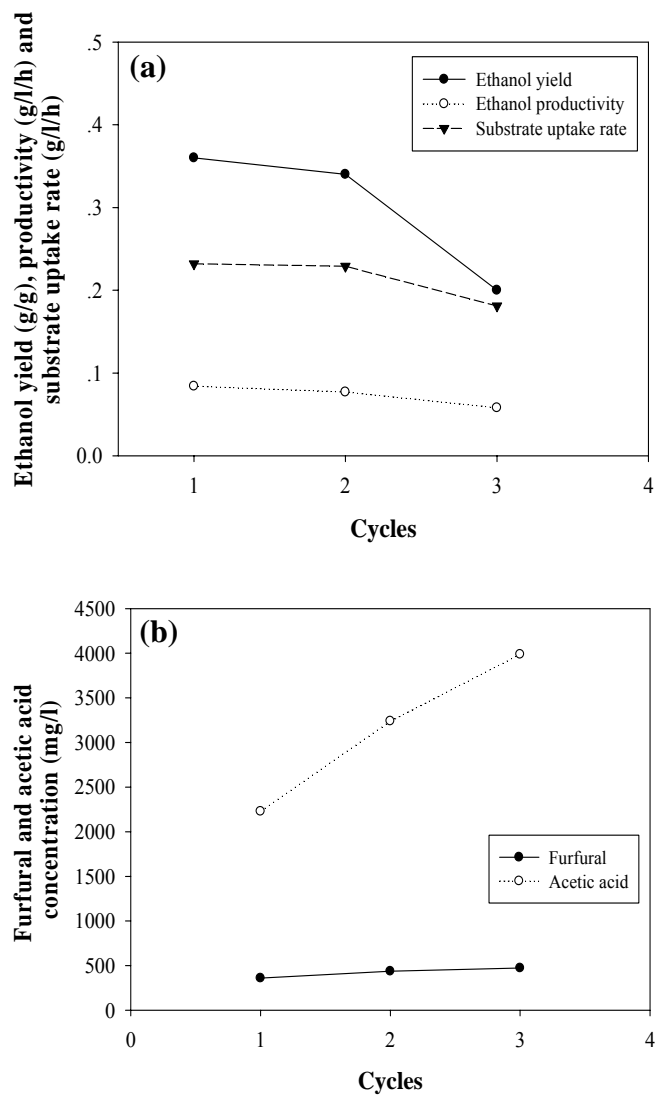 Ethanol yield (g/g), productivity (g/l/h) and
substrate uptake rate (g/l/h)
(a)
.5
.4
.3
.2
.1
0.0
Ethanol yield
Ethanol productivity
Substrate uptake rate
1 2 3 4
Cycles
Furfural and acetic acid
concentration (mg/l)
(b)
4500
4000
3500
3000
2500
2000
1500
1000
500
0
Furfural
Acetic acid
0 1 2 3 4
Cycles